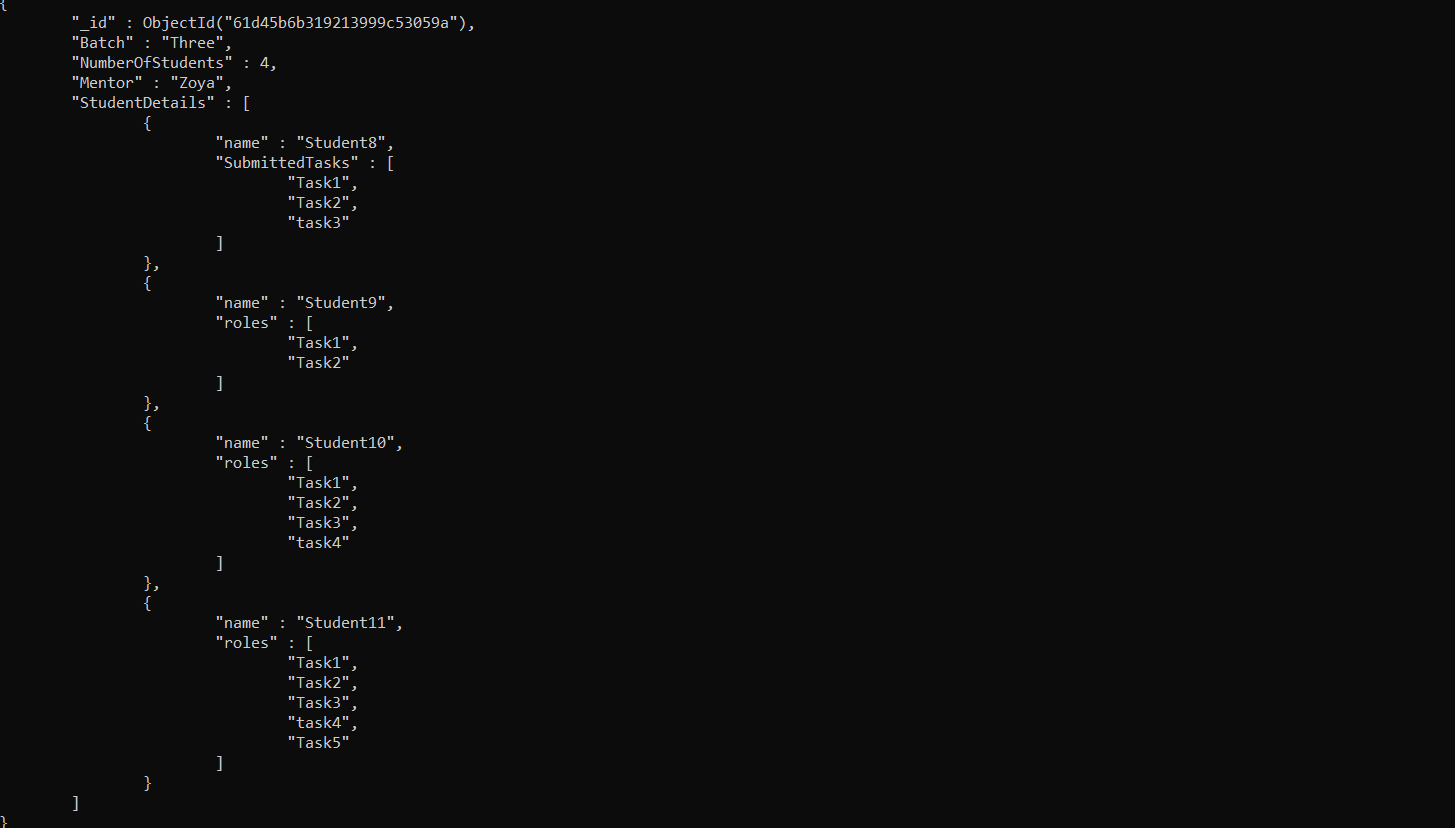 {
"_id" : ObjectId("61d45b6b319213999c53059a"),
"Batch" : "Three",
"NumberOfStudents" : 4,
"Mentor" : "Zoya",
"StudentDetails" : [
{
"name" : "Student8",
"SubmittedTasks" : [
"Task1",
"Task2",
"task3"
]
},
{
"name" : "Student9",
"roles" : [
"Task1",
"Task2"
]
},
{
"name" : "Student10",
"roles" : [
"Task1",
"Task2",
"Task3",
"task4"
]
},
{
"name" : "Student11",
"roles" : [
"Task1",
"Task2",
"Task3",
"task4",
"Task5"
]
}
]
}